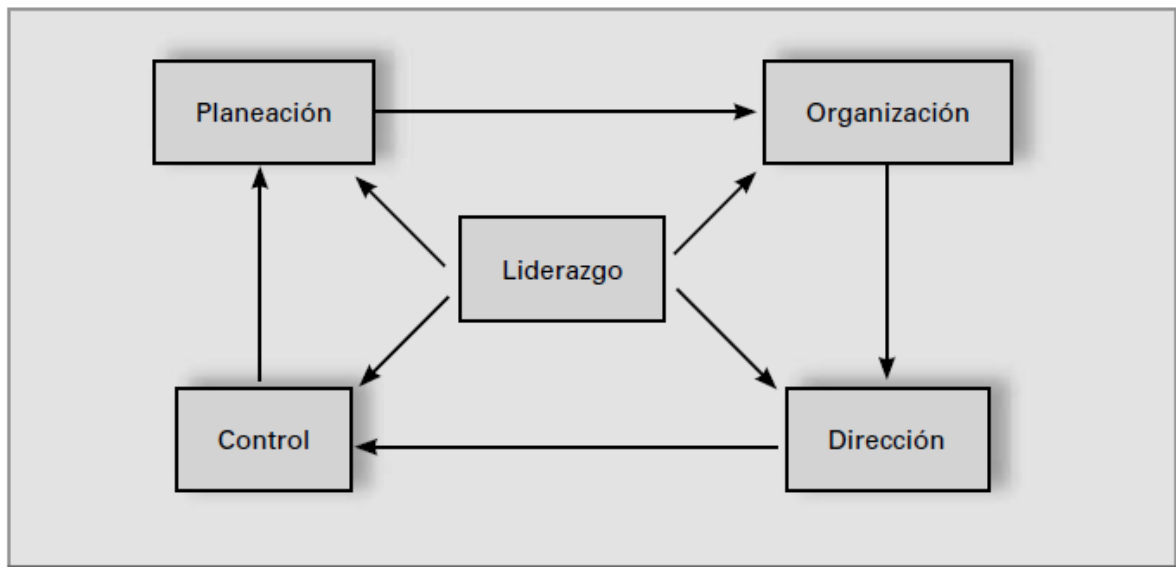 Planeación
Organización
Liderazgo
Control
Dirección